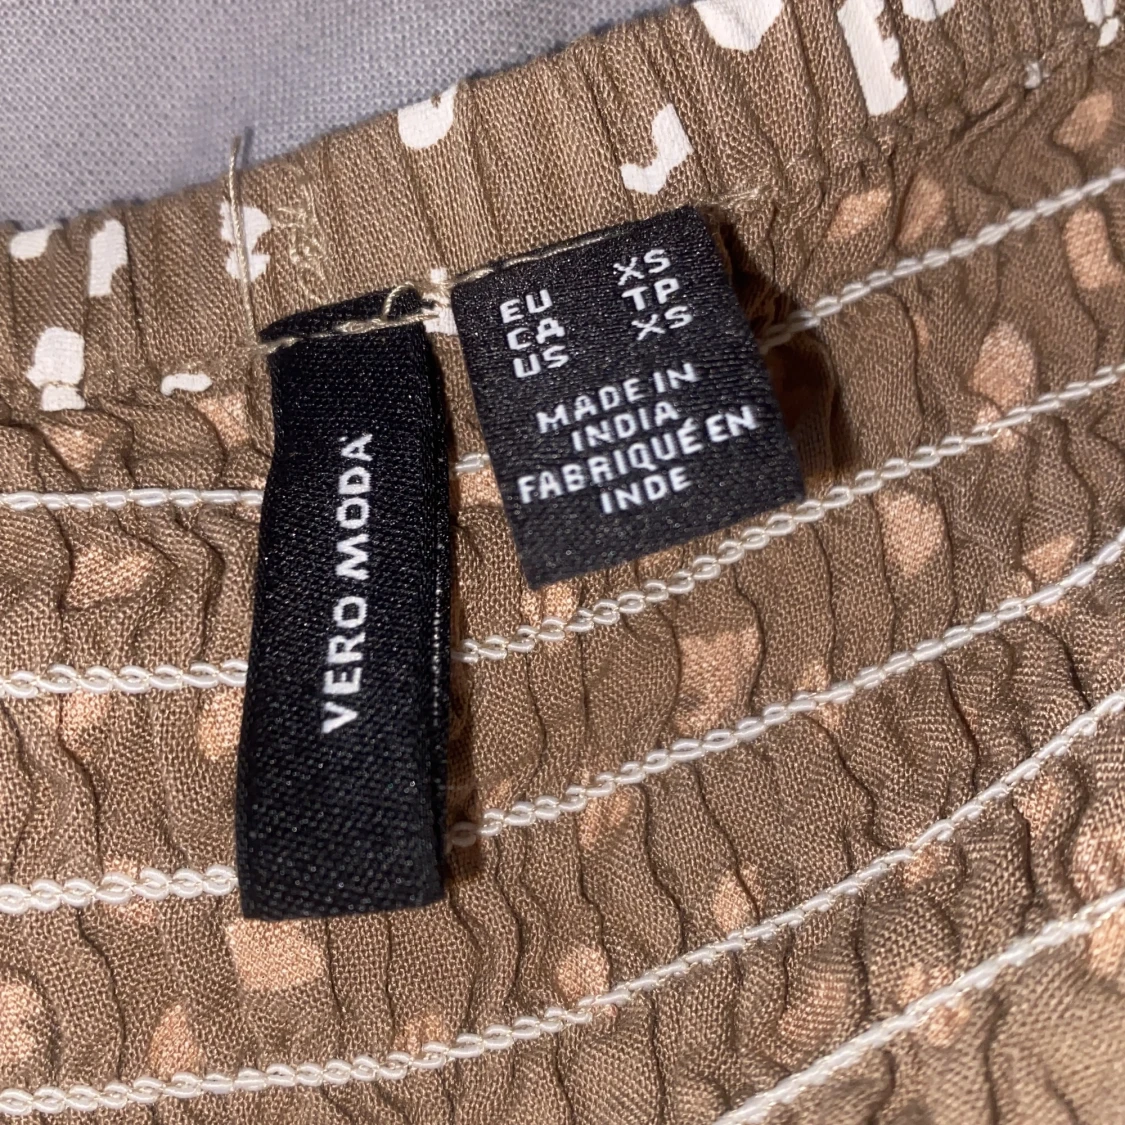 VERO MODA
EU XS
CA TP
US XS
MADE IN
INDIA
FABRIQUÉ EN
INDE